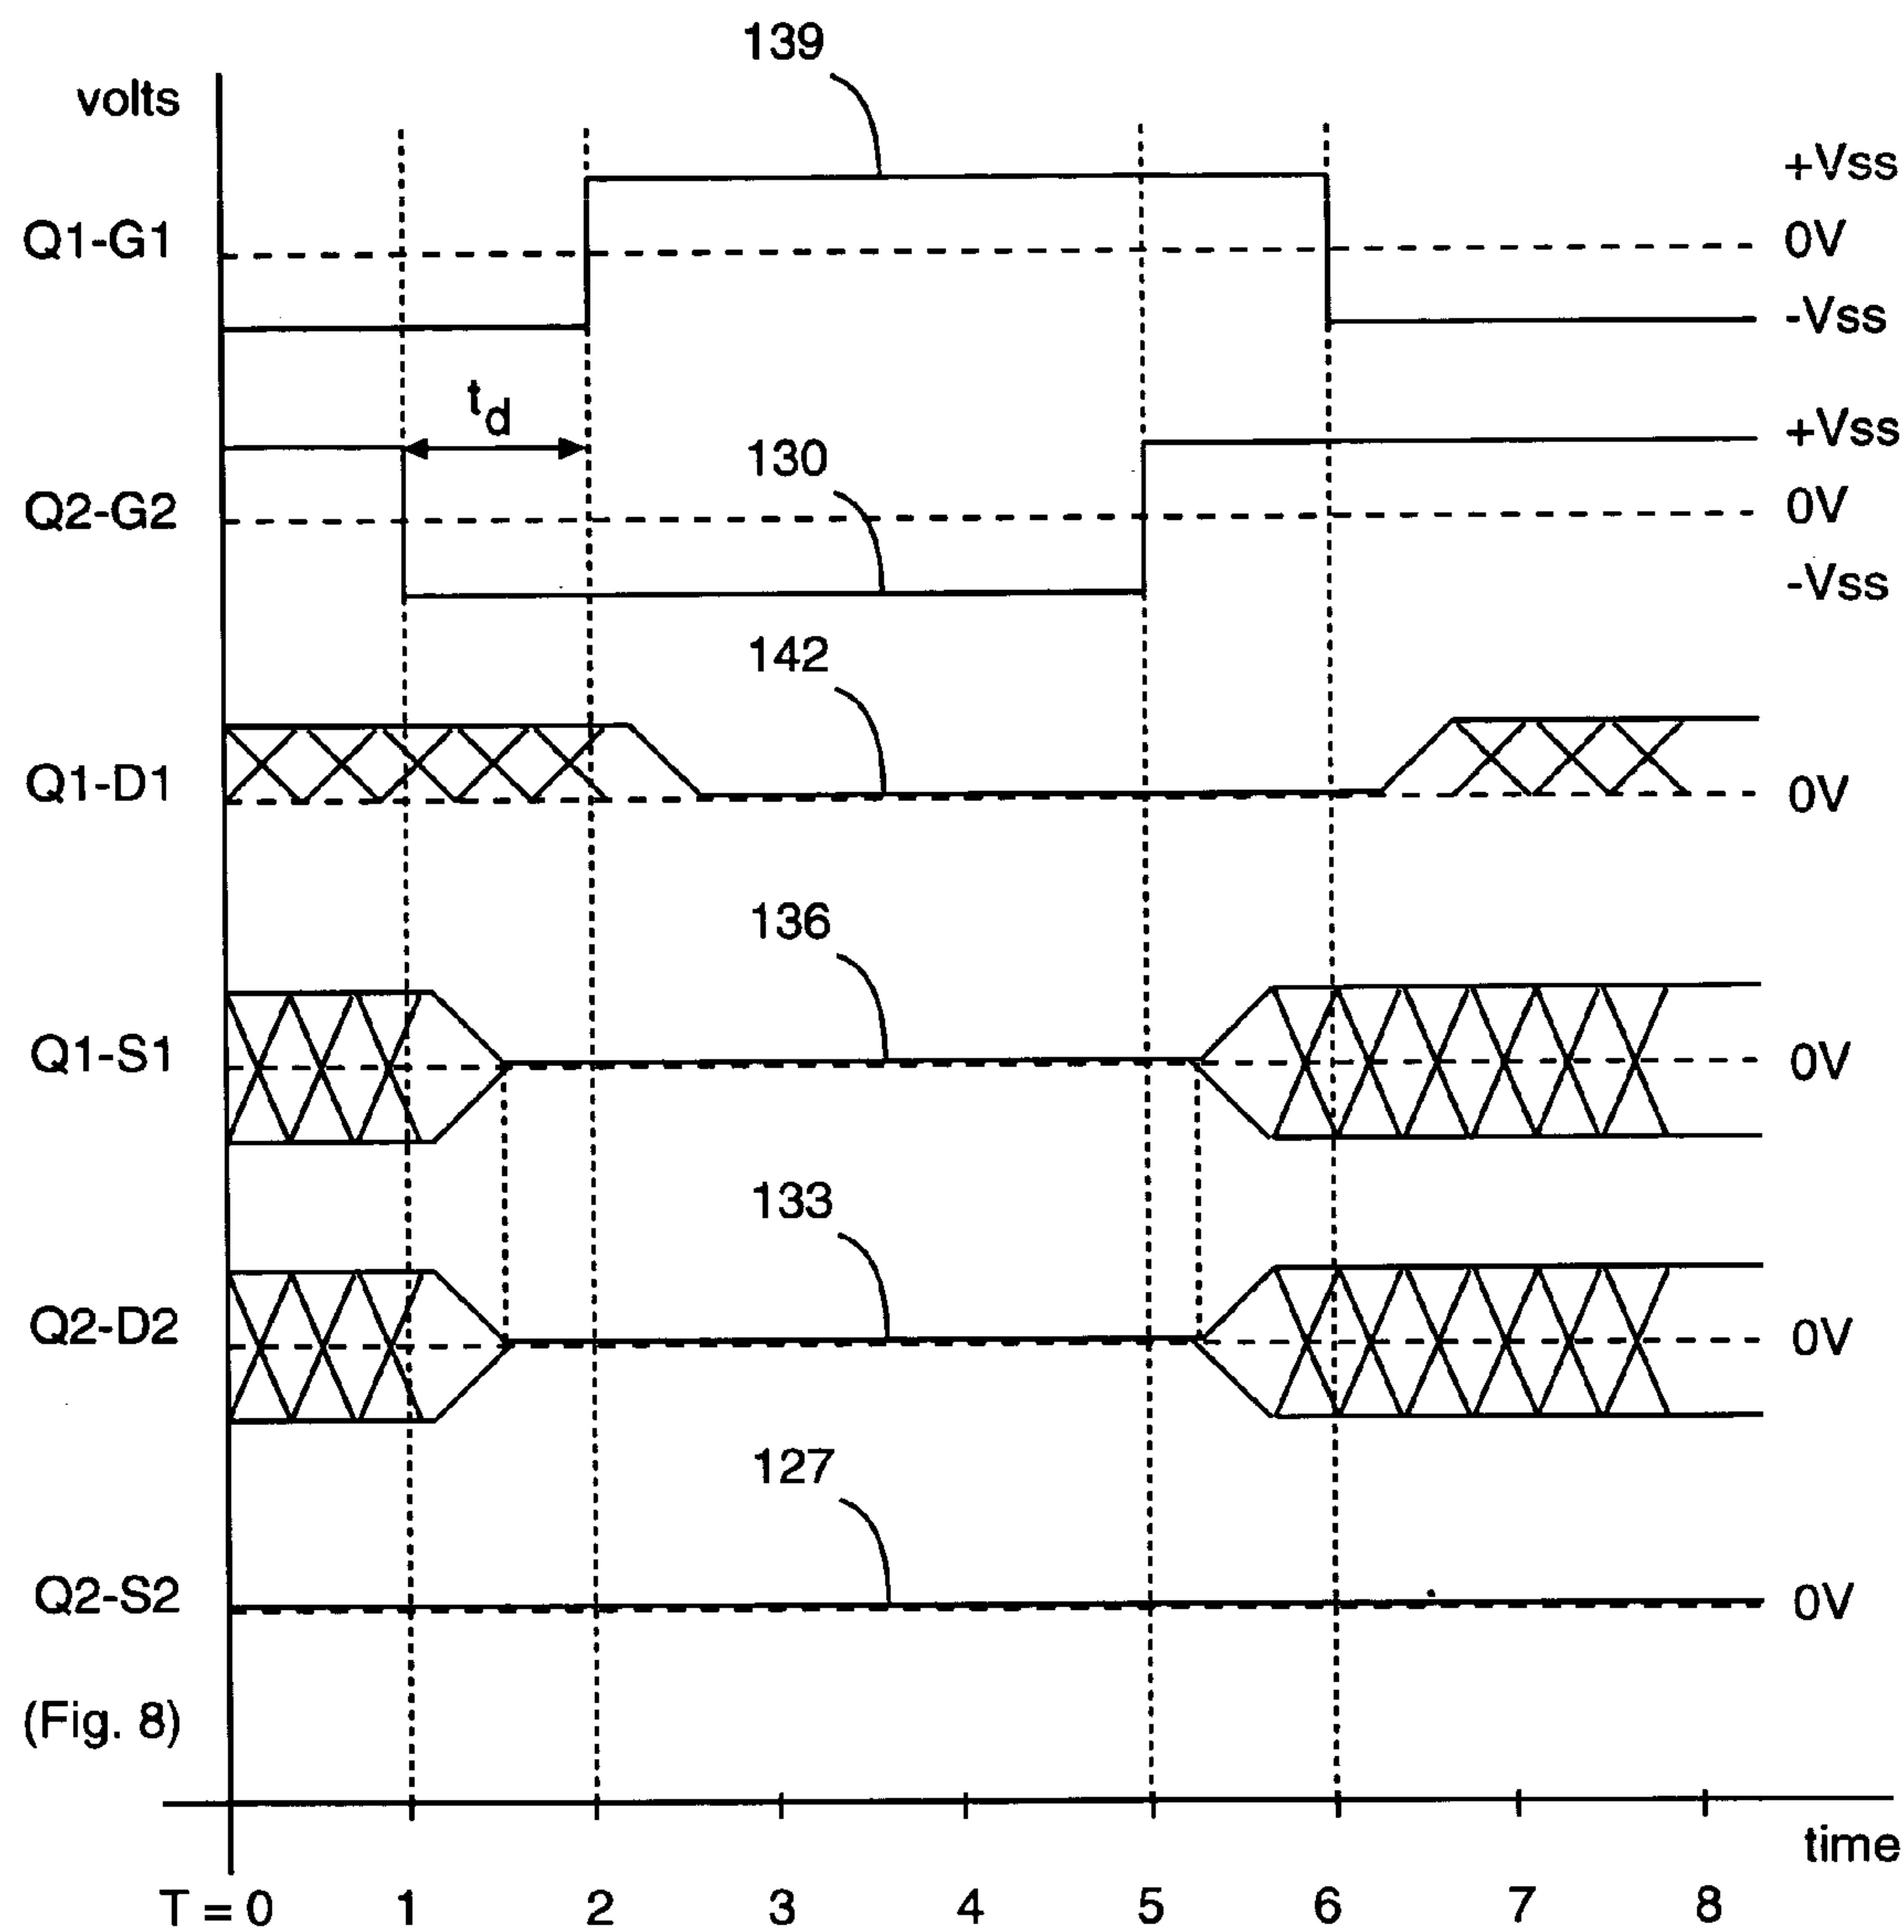 139
volts
+Vss
Q1-G1
0V
-Vss
td
+Vss
130
Q2-G2
0V
-Vss
142
Q1-D1
0V
136
Q1-S1
0V
133
Q2-D2
0V
127
Q2-S2
0V
(Fig. 8)
time
T = 0 1 2 3 4 5 6 7 8